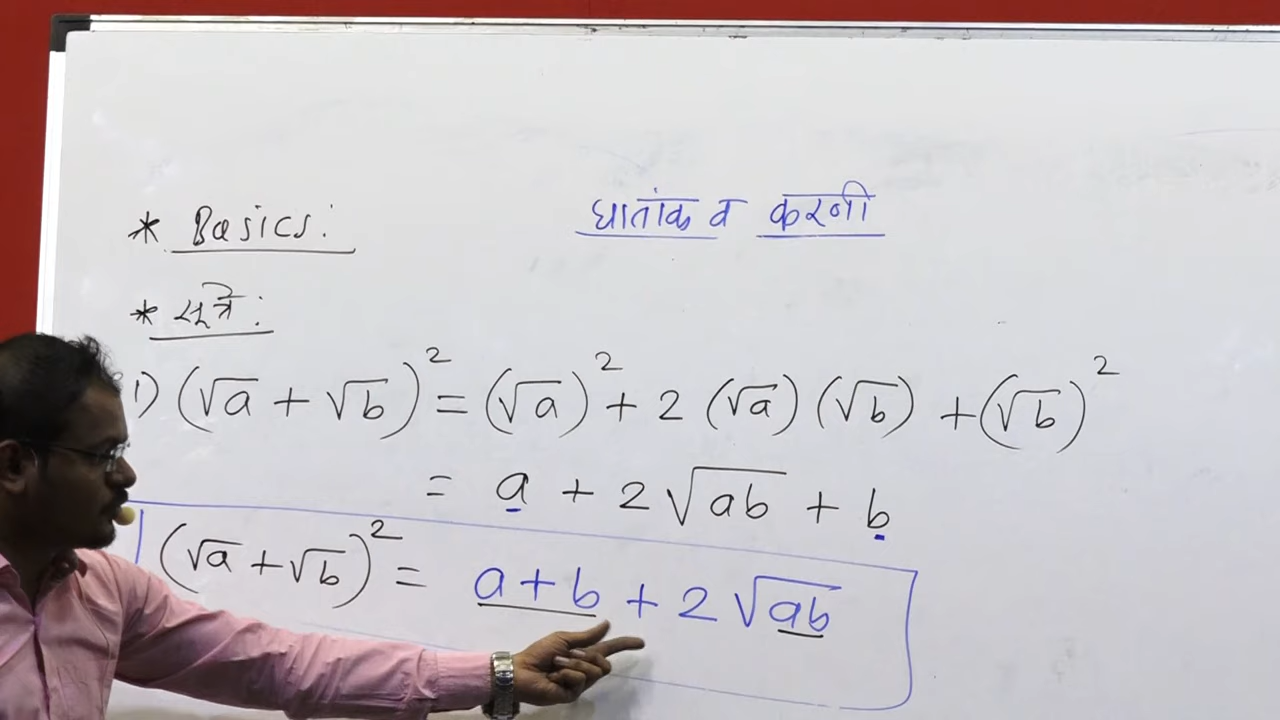 घातांक व करणी
* Basics:
* सूत्रे:
1) (√a + √b)² = (√a)² + 2 (√a) (√b) + (√b)²
= a + 2√ab + b
(√a + √b)² = a + b + 2√ab